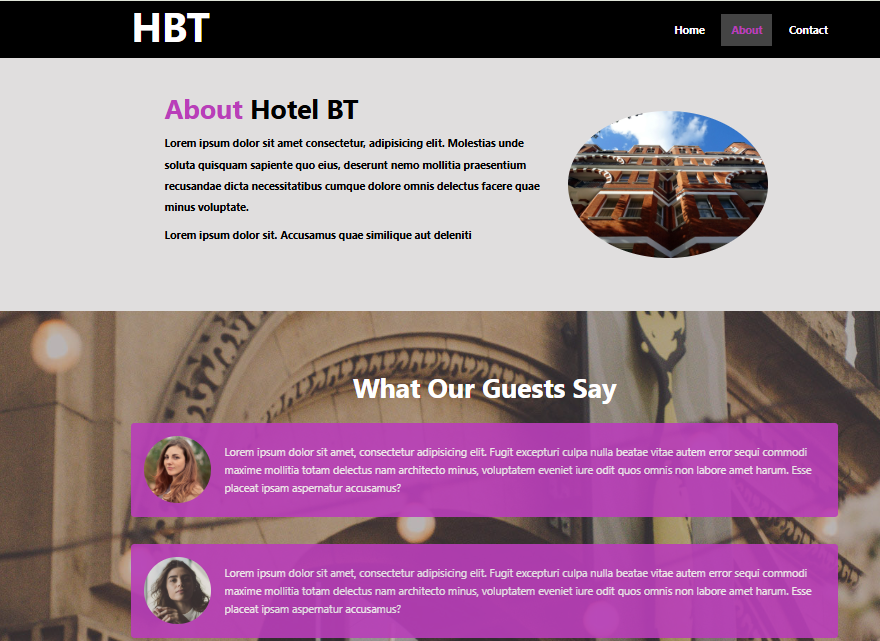 HBT
Home About Contact
About Hotel BT
Lorem ipsum dolor sit amet consectetur, adipisicing elit. Molestias unde
soluta quisquam sapiente quo eius, deserunt nemo mollitia praesentium
recusandae dicta necessitatibus cumque dolore omnis delectus facere quae
minus voluptate.
Lorem ipsum dolor sit. Accusamus quae similique aut deleniti
What Our Guests Say
Lorem ipsum dolor sit amet, consectetur adipisicing elit. Fugit excepturi culpa nulla beatae vitae autem error sequi commodi
maxime mollitia totam delectus nam architecto minus, voluptatem eveniet iure odit quos omnis non labore amet harum. Esse
placeat ipsam aspernatur accusamus?
Lorem ipsum dolor sit amet, consectetur adipisicing elit. Fugit excepturi culpa nulla beatae vitae autem error sequi commodi
maxime mollitia totam delectus nam architecto minus, voluptatem eveniet iure odit quos omnis non labore amet harum. Esse
placeat ipsam aspernatur accusamus?